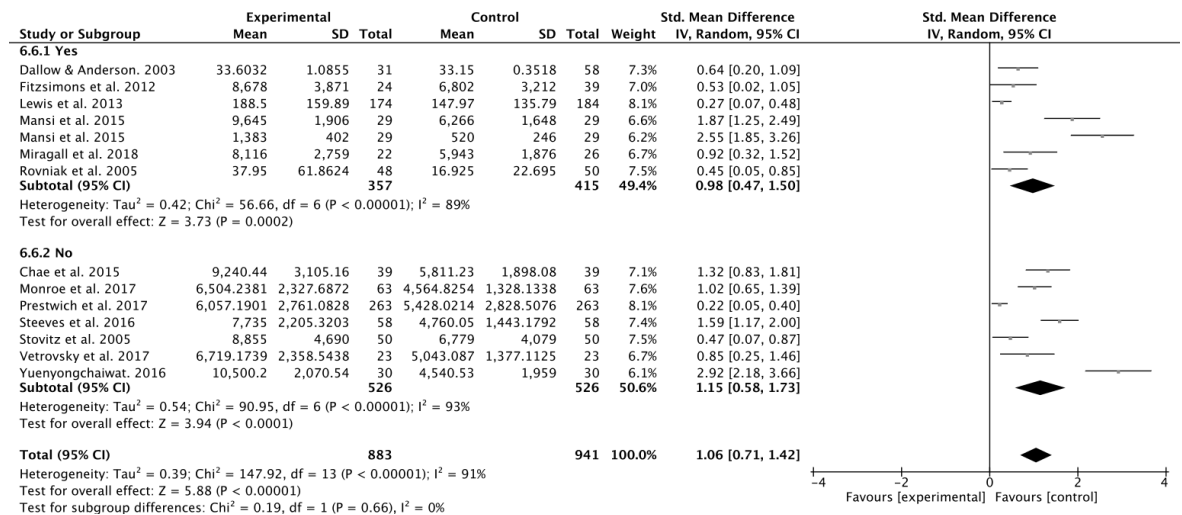 Experimental Control Std. Mean Difference Std. Mean Difference
Study or Subgroup Mean SD Total Mean SD Total Weight IV, Random, 95% CI IV, Random, 95% CI
6.6.1 Yes
Dallow & Anderson. 2003 33.6032 1.0855 31 33.15 0.3518 58 7.3% 0.64 [0.20, 1.09]
Fitzsimons et al. 2012 8,678 3,871 24 6,802 3,212 39 7.0% 0.53 [0.02, 1.05]
Lewis et al. 2013 188.5 159.89 174 147.97 135.79 184 8.1% 0.27 [0.07, 0.48]
Mansi et al. 2015 9,645 1,906 29 6,266 1,648 29 6.6% 1.87 [1.25, 2.49]
Mansi et al. 2015 1,383 402 29 520 246 29 6.2% 2.55 [1.85, 3.26]
Miragall et al. 2018 8,116 2,759 22 5,943 1,876 26 6.7% 0.92 [0.32, 1.52]
Rovniak et al. 2005 37.95 61.8624 48 16.925 22.695 50 7.5% 0.45 [0.05, 0.85]
Subtotal (95% CI) 357 415 49.4% 0.98 [0.47, 1.50]
Heterogeneity: Tau² = 0.42; Chi² = 56.66, df = 6 (P < 0.00001); I² = 89%
Test for overall effect: Z = 3.73 (P = 0.0002)
6.6.2 No
Chae et al. 2015 9,240.44 3,105.16 39 5,811.23 1,898.08 39 7.1% 1.32 [0.83, 1.81]
Monroe et al. 2017 6,504.2381 2,327.6872 63 4,564.8254 1,328.1338 63 7.6% 1.02 [0.65, 1.39]
Prestwich et al. 2017 6,057.1901 2,761.0828 263 5,428.0214 2,828.5076 263 8.2% 0.22 [0.05, 0.40]
Steeves et al. 2016 7,735 2,205.3203 58 4,760.05 1,443.1792 58 7.4% 1.59 [1.17, 2.00]
Stovitz et al. 2005 8,855 4,690 50 6,779 4,079 50 7.5% 0.47 [0.07, 0.87]
Vetrovsky et al. 2017 6,719.1739 2,358.5438 23 5,043.087 1,377.1125 23 6.7% 0.85 [0.25, 1.46]
Yuenyongchaiwat. 2016 10,500.2 2,070.54 30 4,540.53 1,959 30 6.1% 2.92 [2.18, 3.66]
Subtotal (95% CI) 526 526 50.6% 1.15 [0.58, 1.73]
Heterogeneity: Tau² = 0.54; Chi² = 90.95, df = 6 (P < 0.00001); I² = 93%
Test for overall effect: Z = 3.94 (P < 0.0001)
Total (95% CI) 883 941 100.0% 1.06 [0.71, 1.42]
Heterogeneity: Tau² = 0.39; Chi² = 147.92, df = 13 (P < 0.00001); I² = 91%
-4 -2 0 2 4
Test for overall effect: Z = 5.88 (P < 0.00001)
Favours [experimental] Favours [control]
Test for subgroup differences: Chi² = 0.19, df = 1 (P = 0.66), I² = 0%